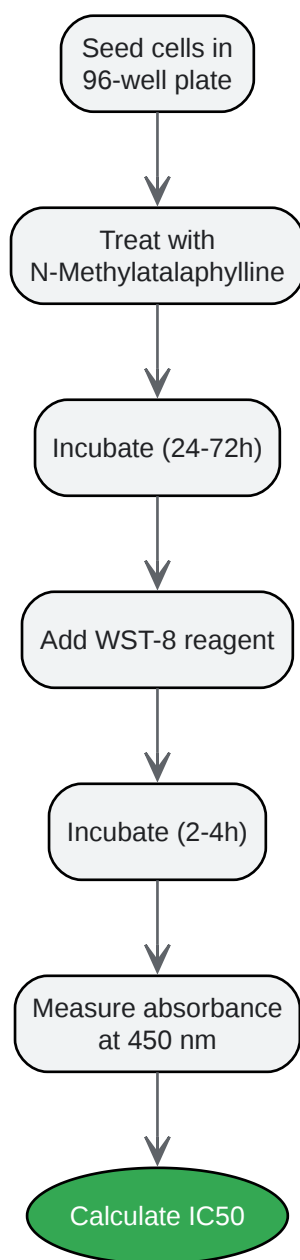 Seed cells in
96-well plate
Treat with
N-Methylatalaphylline
Incubate (24-72h)
Add WST-8 reagent
Incubate (2-4h)
Measure absorbance
at 450 nm
Calculate IC50